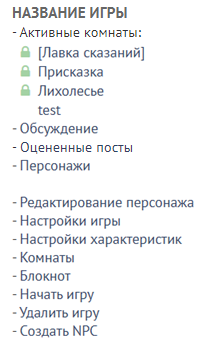 НАЗВАНИЕ ИГРЫ
- Активные комнаты:
[Лавка сказаний]
Присказка
Лихолесье
test
- Обсуждение
- Оцененные посты
- Персонажи
- Редактирование персонажа
- Настройки игры
- Настройки характеристик
- Комнаты
- Блокнот
- Начать игру
- Удалить игру
- Создать NPC